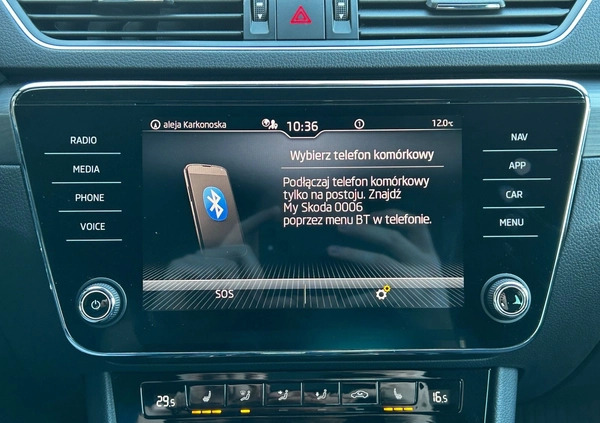 aleja Karkonoska 10:36 1 12.0°C
RADIO
MEDIA
PHONE
VOICE
Wybierz telefon komórkowy
Podłączaj telefon komórkowy
tylko na postoju. Znajdź
My Skoda 0006
poprzez menu BT w telefonie.
SOS
NAV
APP
CAR
MENU
29.5 16.5